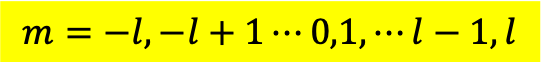 m = −l, −l + 1 ⋯ 0,1, ⋯ l − 1, l